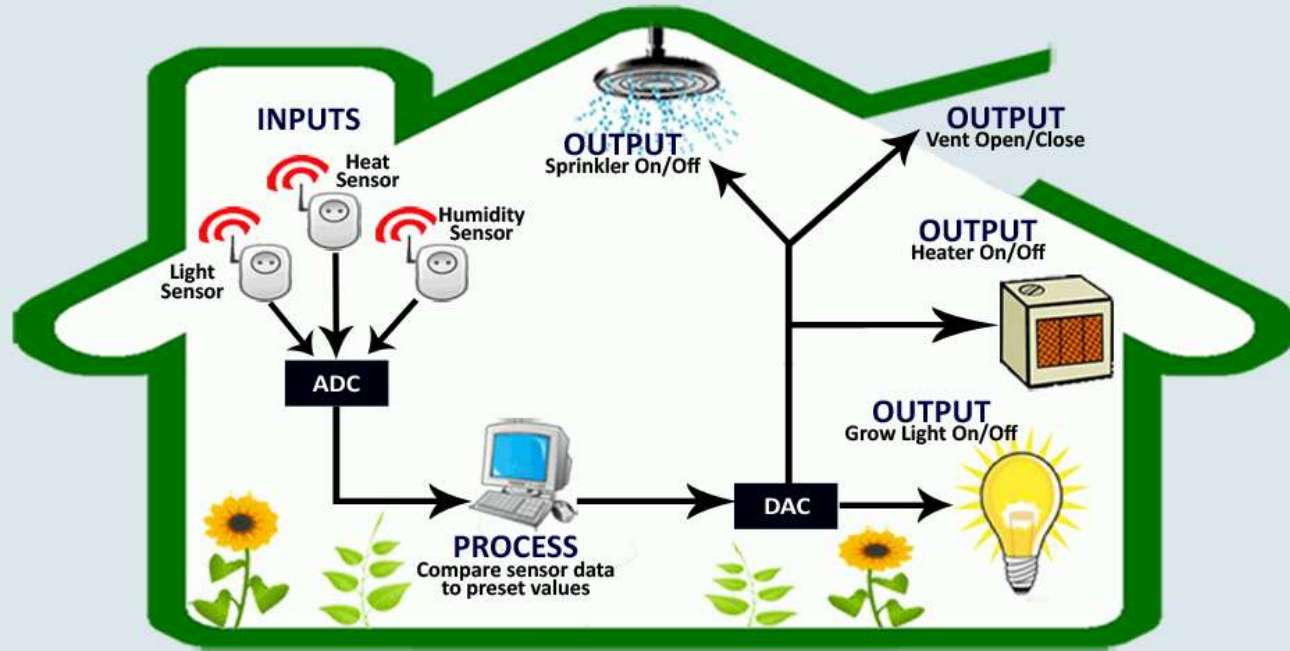 INPUTS
Heat
Sensor
Humidity
Sensor
Light
Sensor
ADC
PROCESS
Compare sensor data
to preset values
DAC
OUTPUT
Sprinkler On/Off
OUTPUT
Vent Open/Close
OUTPUT
Heater On/Off
OUTPUT
Grow Light On/Off